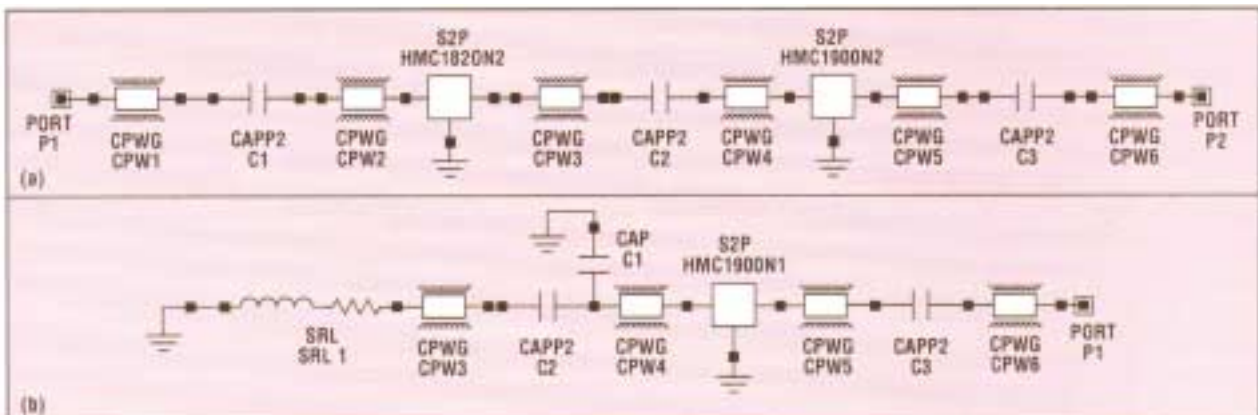 S2P
HMC182ON2
S2P
HMC1900N2
PORT
P1
CPWG
CPW1
CAPP2
C1
CPWG
CPW2
CPWG
CPW3
CAPP2
C2
CPWG
CPW4
CPWG
CPW5
CAPP2
C3
CPWG
CPW6
PORT
P2
(a)
CAP
C1
S2P
HMC1900N1
SRL
SRL 1
CPWG
CPW3
CAPP2
C2
CPWG
CPW4
CPWG
CPW5
CAPP2
C3
CPWG
CPW6
PORT
P1
(b)